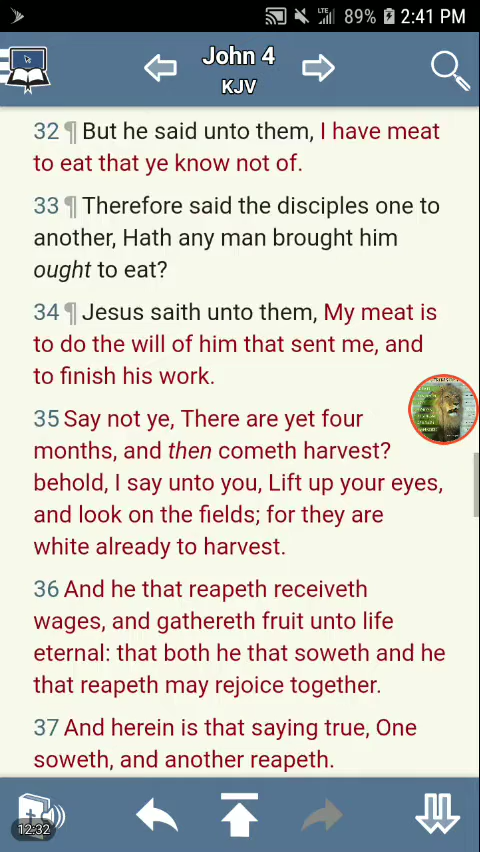 LTE 89% 2:41 PM
John 4
KJV
32 ¶ But he said unto them, I have meat
to eat that ye know not of.
33 ¶ Therefore said the disciples one to
another, Hath any man brought him
ought to eat?
34 ¶ Jesus saith unto them, My meat is
to do the will of him that sent me, and
to finish his work.
35 Say not ye, There are yet four
months, and then cometh harvest?
behold, I say unto you, Lift up your eyes,
and look on the fields; for they are
white already to harvest.
36 And he that reapeth receiveth
wages, and gathereth fruit unto life
eternal: that both he that soweth and he
that reapeth may rejoice together.
37 And herein is that saying true, One
soweth, and another reapeth.
12:32